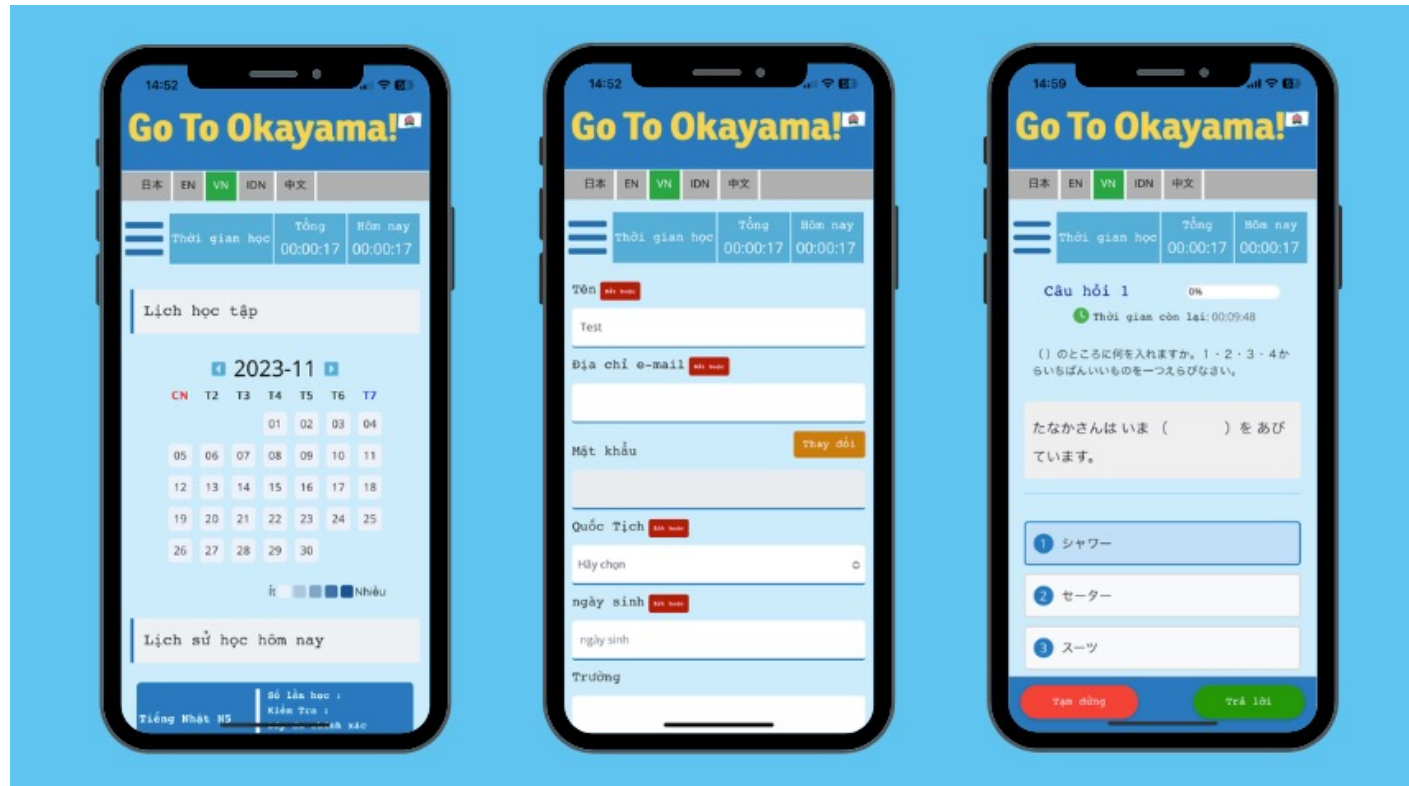 14:52
Go To Okayama!
日本 EN VN IDN 中文
Thời gian học
Tổng
00:00:17
Hôm nay
00:00:17
Lịch học tập
2023-11
CN T2 T3 T4 T5 T6 T7
01 02 03 04
05 06 07 08 09 10 11
12 13 14 15 16 17 18
19 20 21 22 23 24 25
26 27 28 29 30
Ít Nhiều
Lịch sử học hôm nay
Tiếng Nhật N5
Số lần học :
Kiểm Tra :
14:52
Go To Okayama!
日本 EN VN IDN 中文
Thời gian học
Tổng
00:00:17
Hôm nay
00:00:17
Tên Bắt buộc
Test
Địa chỉ e-mail Bắt buộc
Mật khẩu
Thay đổi
Quốc Tịch Bắt buộc
Hãy chọn
ngày sinh Bắt buộc
ngày sinh
Trường
14:59
Go To Okayama!
日本 EN VN IDN 中文
Thời gian học
Tổng
00:00:17
Hôm nay
00:00:17
Câu hỏi 1
0%
Thời gian còn lại: 00:09:48
()のところに何を入れますか。1・2・3・4か
らいちばんいいものを一つえらびなさい。
たなかさんは いま （　　　）を あび
ています。
1 シャワー
2 セーター
3 スーツ
Tạm dừng
Trả lời